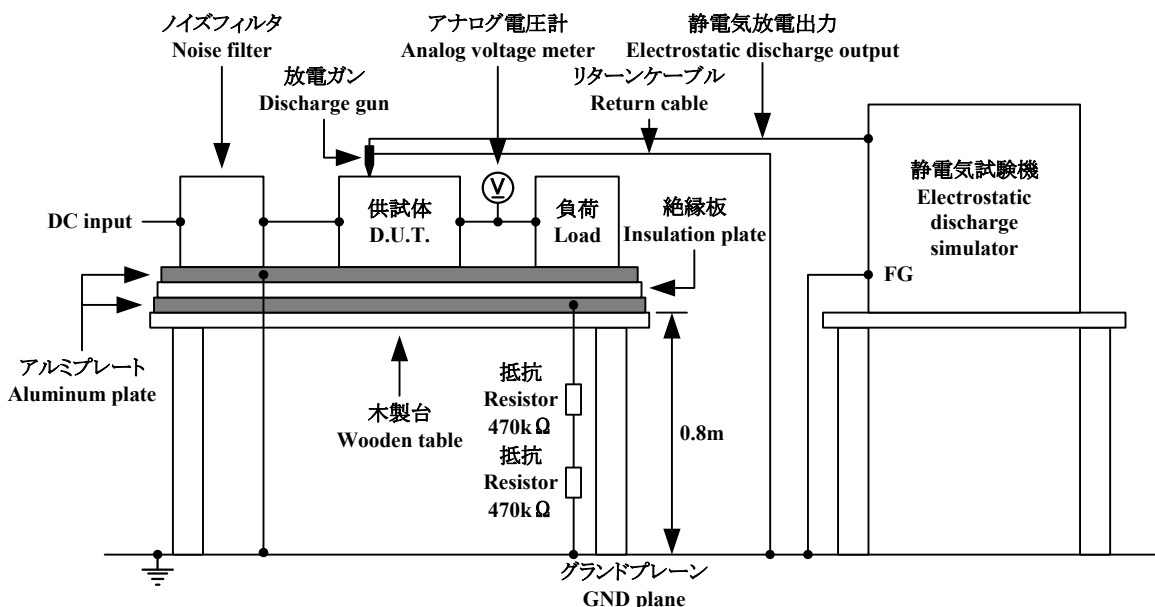 ノイズフィルタ
Noise filter
アナログ電圧計
Analog voltage meter
静電気放電出力
Electrostatic discharge output
放電ガン
Discharge gun
リターンケーブル
Return cable
DC input
供試体
D.U.T.
V
負荷
Load
絶縁板
Insulation plate
静電気試験機
Electrostatic
discharge
simulator
FG
アルミプレート
Aluminum plate
木製台
Wooden table
抵抗
Resistor
470kΩ
抵抗
Resistor
470kΩ
0.8m
グランドプレーン
GND plane